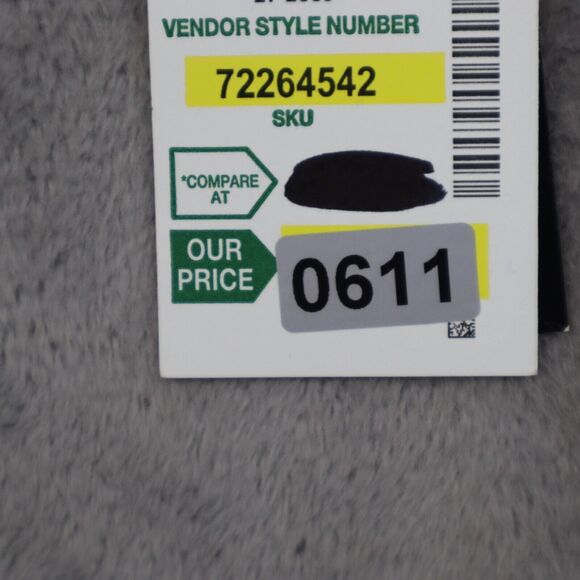 VENDOR STYLE NUMBER
72264542
SKU
*COMPARE
AT
OUR
PRICE
0611